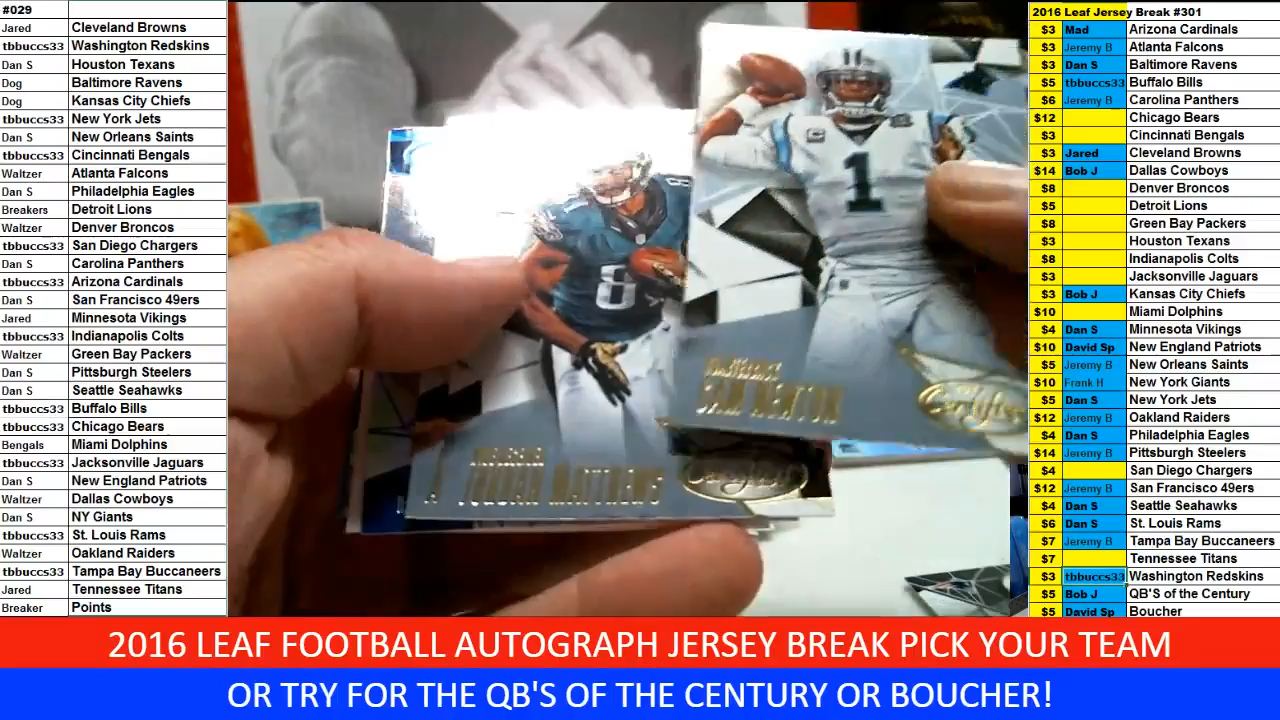 #029
Jared Cleveland Browns
tbbuccs33 Washington Redskins
Dan S Houston Texans
Dog Baltimore Ravens
Dog Kansas City Chiefs
tbbuccs33 New York Jets
Dan S New Orleans Saints
tbbuccs33 Cincinnati Bengals
Waltzer Atlanta Falcons
Dan S Philadelphia Eagles
Breakers Detroit Lions
Waltzer Denver Broncos
tbbuccs33 San Diego Chargers
Dan S Carolina Panthers
tbbuccs33 Arizona Cardinals
Dan S San Francisco 49ers
Jared Minnesota Vikings
tbbuccs33 Indianapolis Colts
Waltzer Green Bay Packers
Dan S Pittsburgh Steelers
Dan S Seattle Seahawks
tbbuccs33 Buffalo Bills
tbbuccs33 Chicago Bears
Bengals Miami Dolphins
tbbuccs33 Jacksonville Jaguars
Dan S New England Patriots
Waltzer Dallas Cowboys
Dan S NY Giants
tbbuccs33 St. Louis Rams
Waltzer Oakland Raiders
tbbuccs33 Tampa Bay Buccaneers
Jared Tennessee Titans
Breaker Points
1
CAM NEWTON
Certified
8
JORDAN MATTHEWS
Certified
2016 Leaf Jersey Break #301
$3 Mad Arizona Cardinals
$3 Jeremy B Atlanta Falcons
$3 Dan S Baltimore Ravens
$5 tbbuccs33 Buffalo Bills
$6 Jeremy B Carolina Panthers
$12 Chicago Bears
$3 Cincinnati Bengals
$3 Jared Cleveland Browns
$14 Bob J Dallas Cowboys
$8 Denver Broncos
$5 Detroit Lions
$8 Green Bay Packers
$3 Houston Texans
$8 Indianapolis Colts
$3 Jacksonville Jaguars
$3 Bob J Kansas City Chiefs
$10 Miami Dolphins
$4 Dan S Minnesota Vikings
$10 David Sp New England Patriots
$5 Jeremy B New Orleans Saints
$10 Frank H New York Giants
$5 Dan S New York Jets
$12 Jeremy B Oakland Raiders
$4 Dan S Philadelphia Eagles
$14 Jeremy B Pittsburgh Steelers
$4 San Diego Chargers
$12 Jeremy B San Francisco 49ers
$4 Dan S Seattle Seahawks
$6 Dan S St. Louis Rams
$7 Jeremy B Tampa Bay Buccaneers
$7 Tennessee Titans
$3 tbbuccs33 Washington Redskins
$5 Bob J QB'S of the Century
$5 David Sp Boucher
2016 LEAF FOOTBALL AUTOGRAPH JERSEY BREAK PICK YOUR TEAM
OR TRY FOR THE QB'S OF THE CENTURY OR BOUCHER!